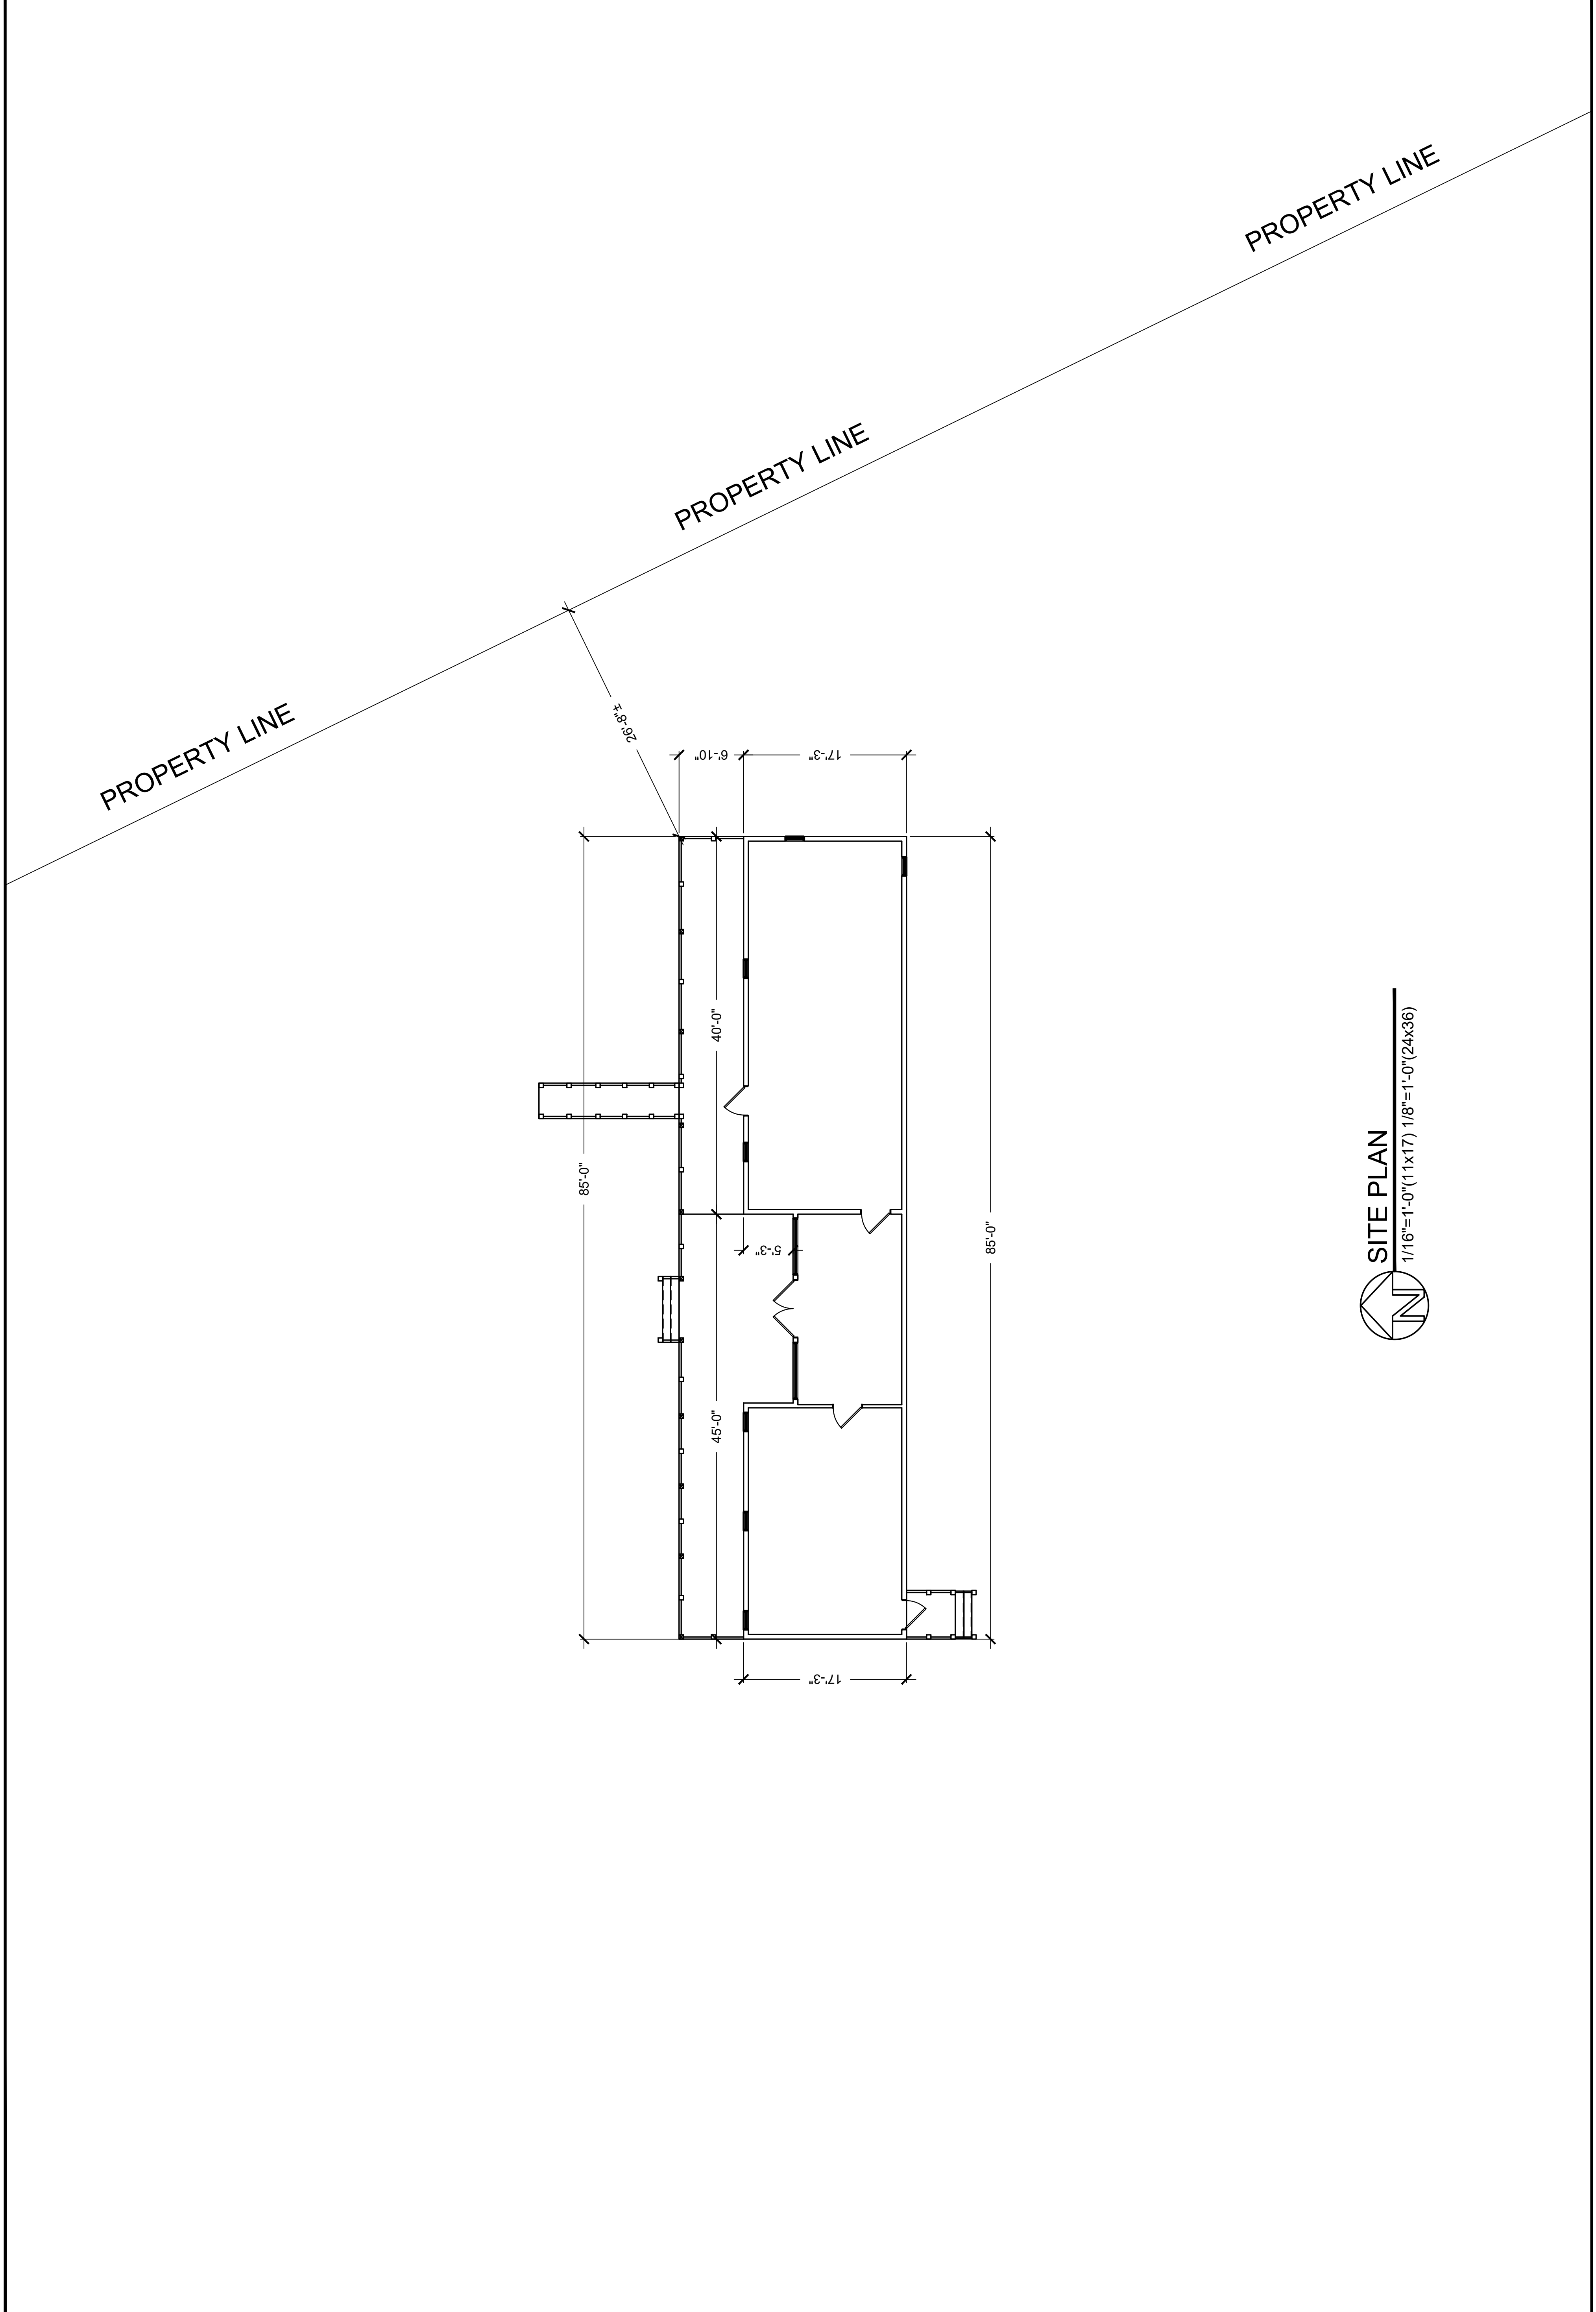 PROPERTY LINE
PROPERTY LINE
PROPERTY LINE
26'-8"±
6'-10"
17'-3"
85'-0"
40'-0"
5'-3"
85'-0"
45'-0"
17'-3"
SITE PLAN
1/16"=1'-0"(11x17) 1/8"=1'-0"(24x36)
N